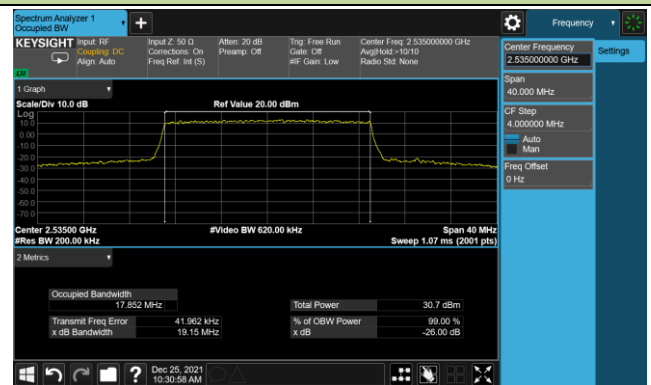 Spectrum Analyzer 1
Occupied BW
Frequency
KEYSIGHT
Input: RF
Coupling: DC
Align: Auto
Input Z: 50 Ω
Corrections: On
Freq Ref: Int (S)
Atten: 20 dB
Preamp: Off
Trig: Free Run
Gate: Off
#IF Gain: Low
Center Freq: 2.535000000 GHz
Avg|Hold:>10/10
Radio Std: None
Center Frequency
2.535000000 GHz
Settings
Span
40.000 MHz
CF Step
4.000000 MHz
Auto
Man
Freq Offset
0 Hz
1 Graph
Scale/Div 10.0 dB
Ref Value 20.00 dBm
Log
10.0
0.00
-10.0
-20.0
-30.0
-40.0
-50.0
-60.0
-70.0
Center 2.53500 GHz
#Video BW 620.00 kHz
Span 40 MHz
#Res BW 200.00 kHz
Sweep 1.07 ms (2001 pts)
2 Metrics
Occupied Bandwidth
17.852 MHz
Total Power 30.7 dBm
Transmit Freq Error 41.962 kHz
% of OBW Power 99.00 %
x dB Bandwidth 19.15 MHz
x dB -26.00 dB
?
Dec 25, 2021
10:30:58 AM